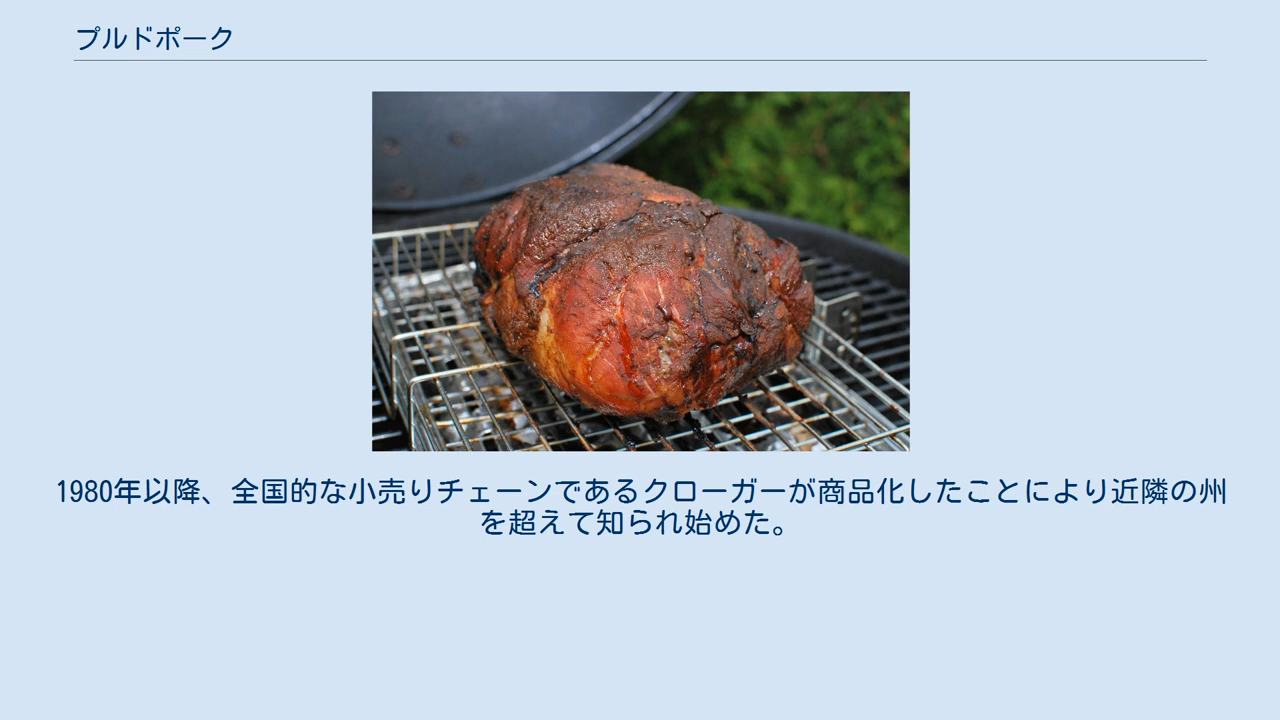 プルドポーク
1980年以降、全国的な小売りチェーンであるクローガーが商品化したことにより近隣の州
を超えて知られ始めた。